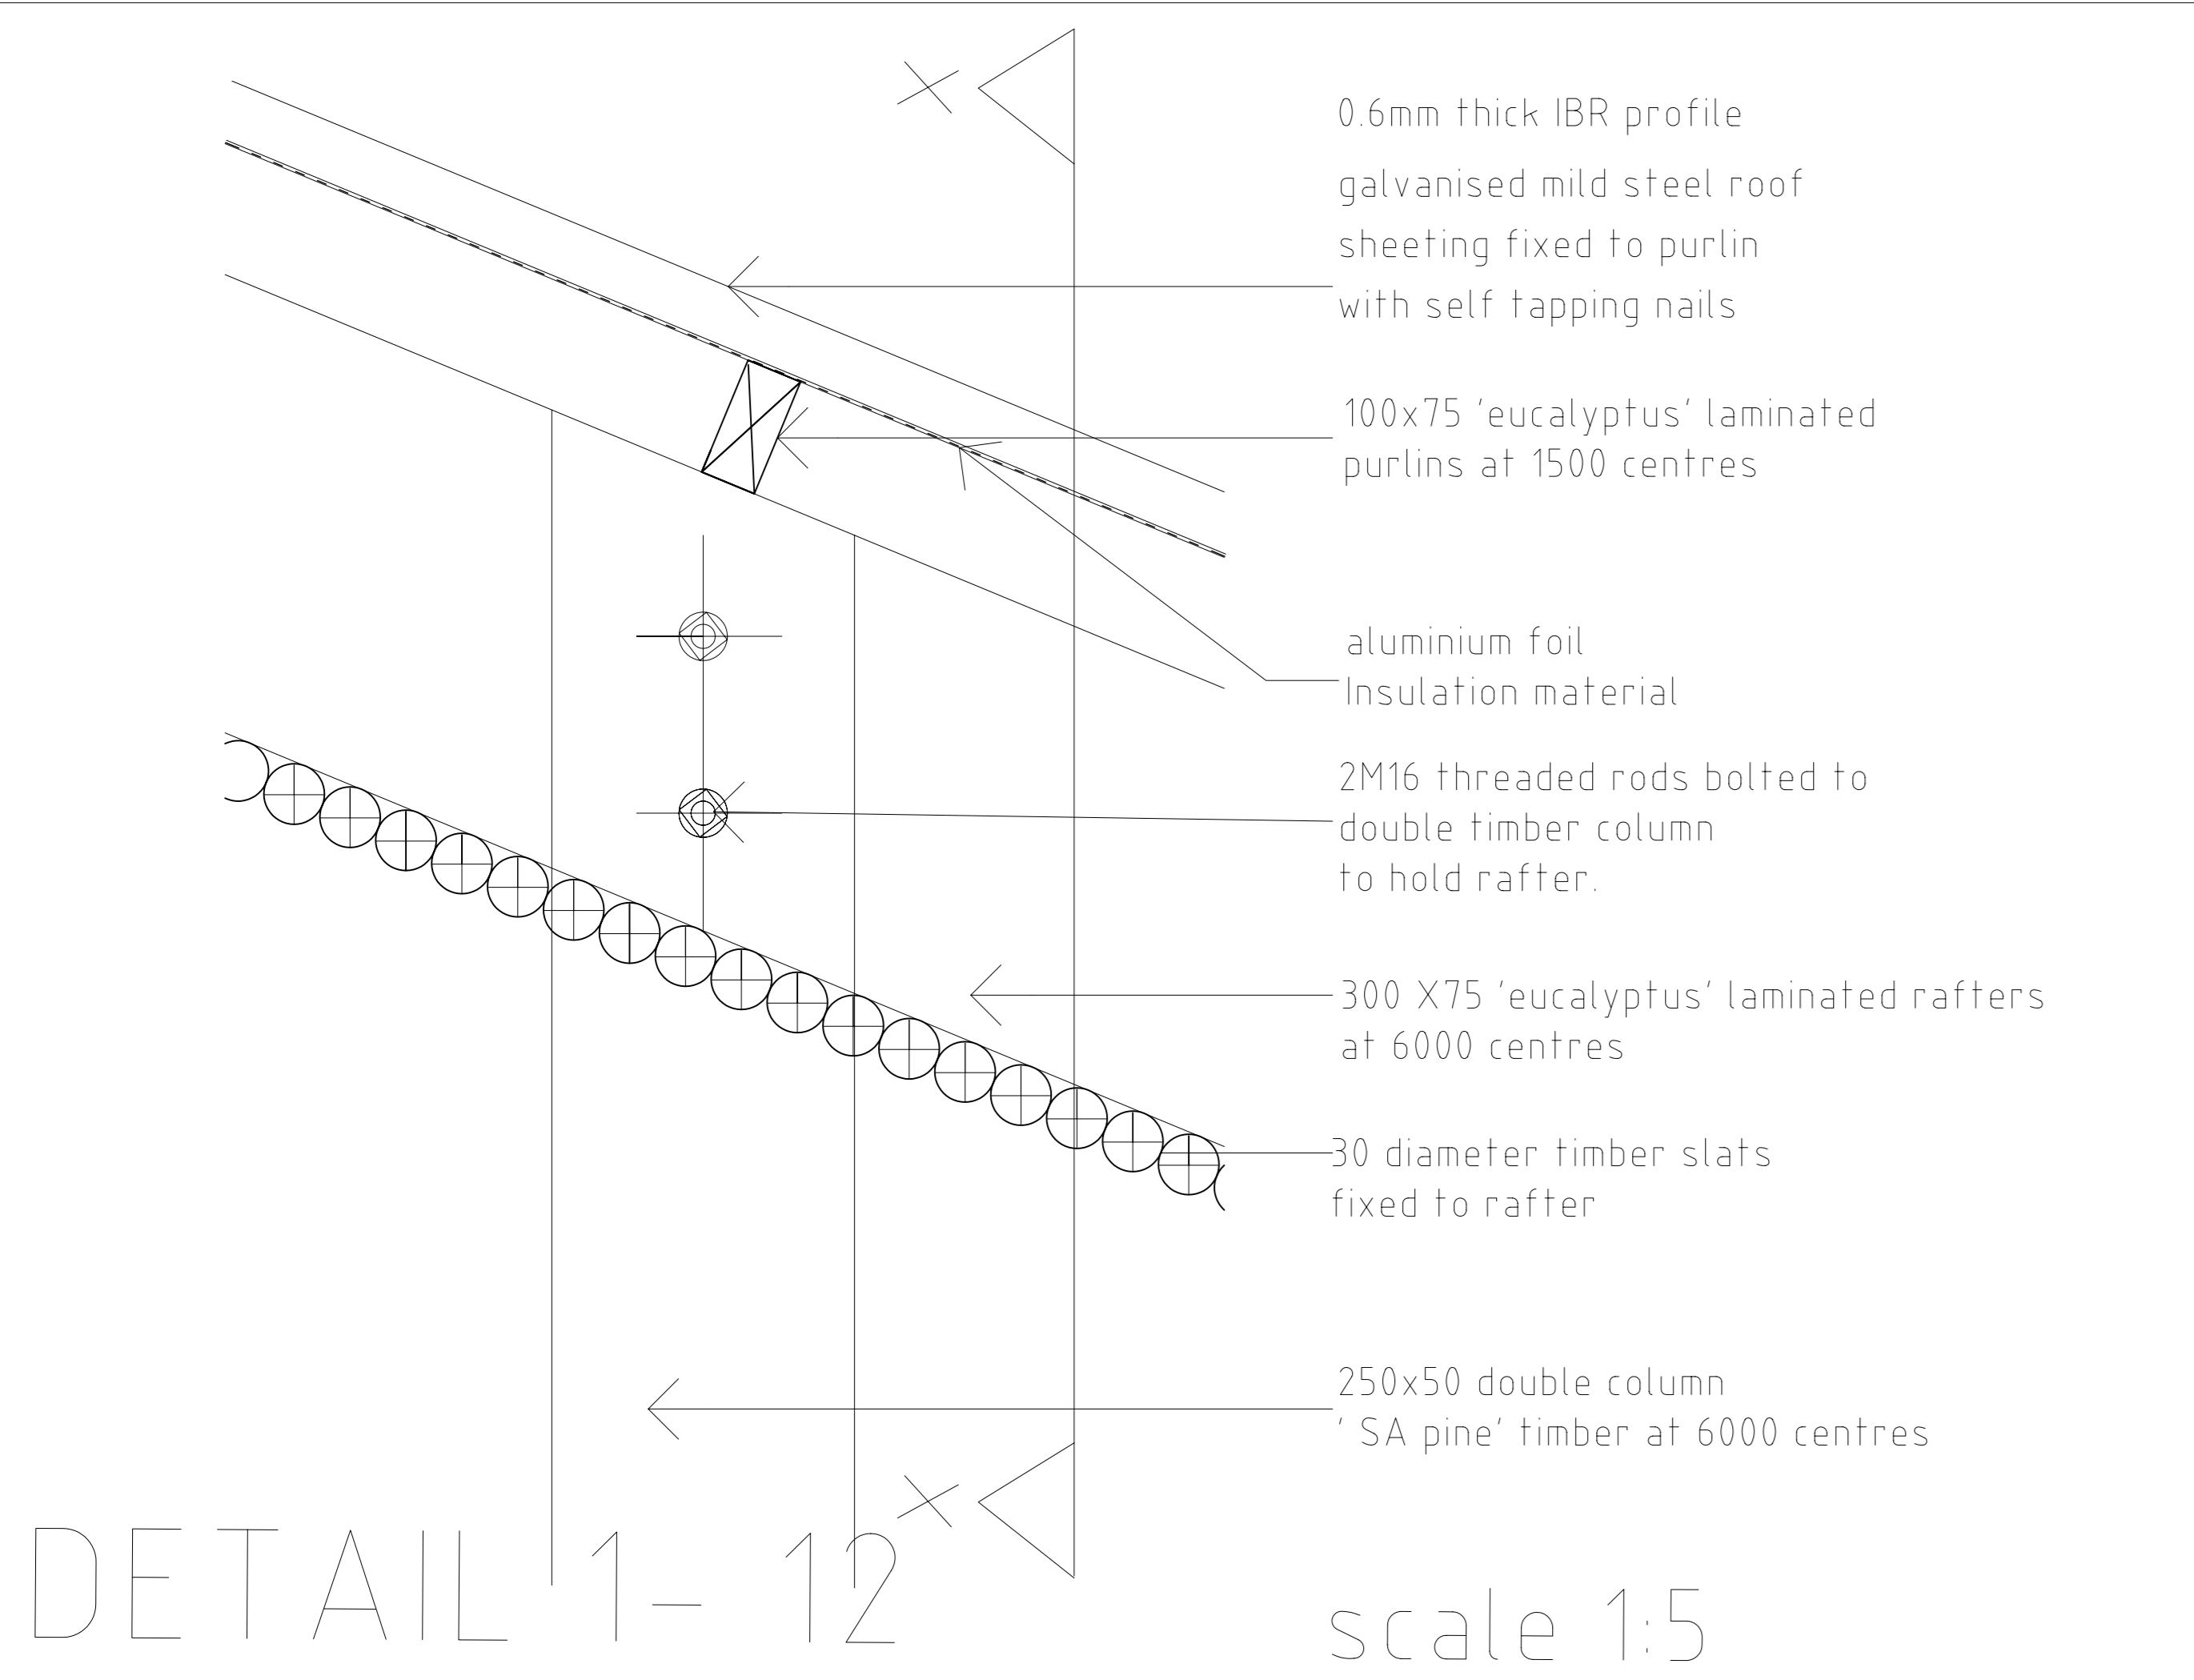 0.6mm thick IBR profile
galvanised mild steel roof
sheeting fixed to purlin
with self tapping nails
100x75 'eucalyptus' laminated
purlins at 1500 centres
aluminium foil
Insulation material
2M16 threaded rods bolted to
double timber column
to hold rafter.
300 X75 'eucalyptus' laminated rafters
at 6000 centres
30 diameter timber slats
fixed to rafter
250x50 double column
' SA pine' timber at 6000 centres
X
X
DETAIL 1- 12
scale 1:5